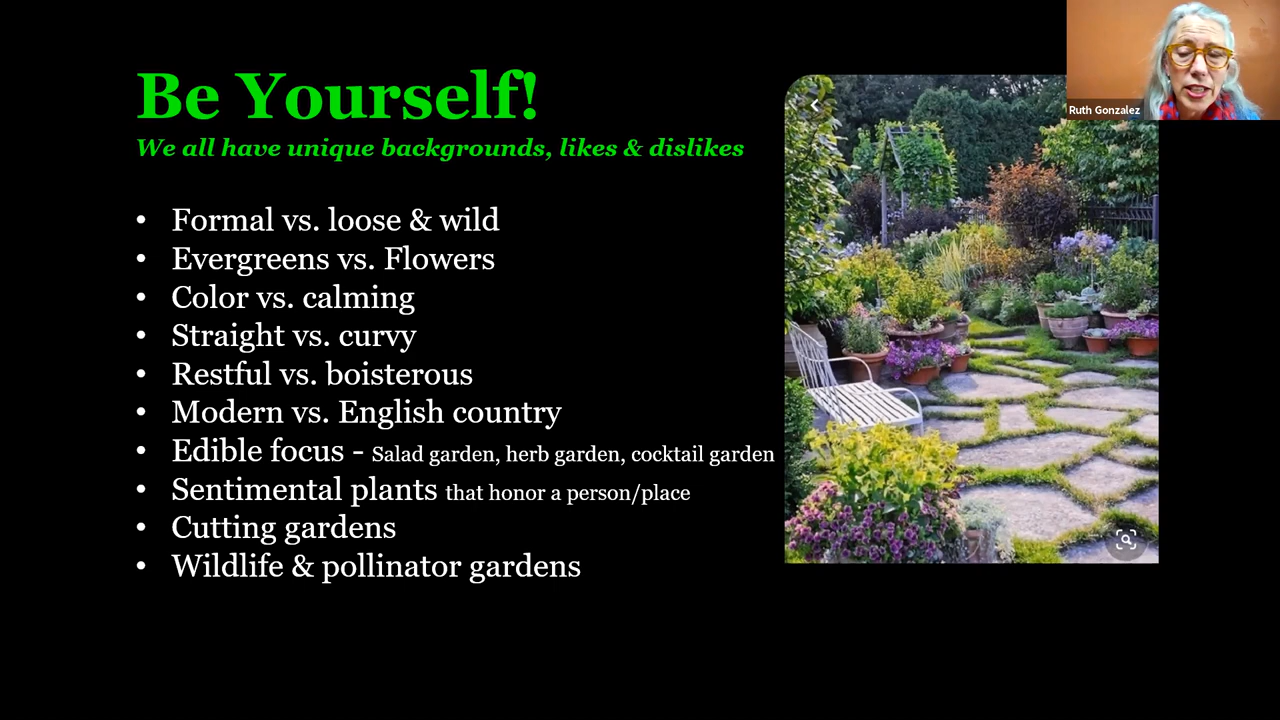 Be Yourself!
We all have unique backgrounds, likes & dislikes
• Formal vs. loose & wild
• Evergreens vs. Flowers
• Color vs. calming
• Straight vs. curvy
• Restful vs. boisterous
• Modern vs. English country
• Edible focus - Salad garden, herb garden, cocktail garden
• Sentimental plants that honor a person/place
• Cutting gardens
• Wildlife & pollinator gardens
Ruth Gonzalez